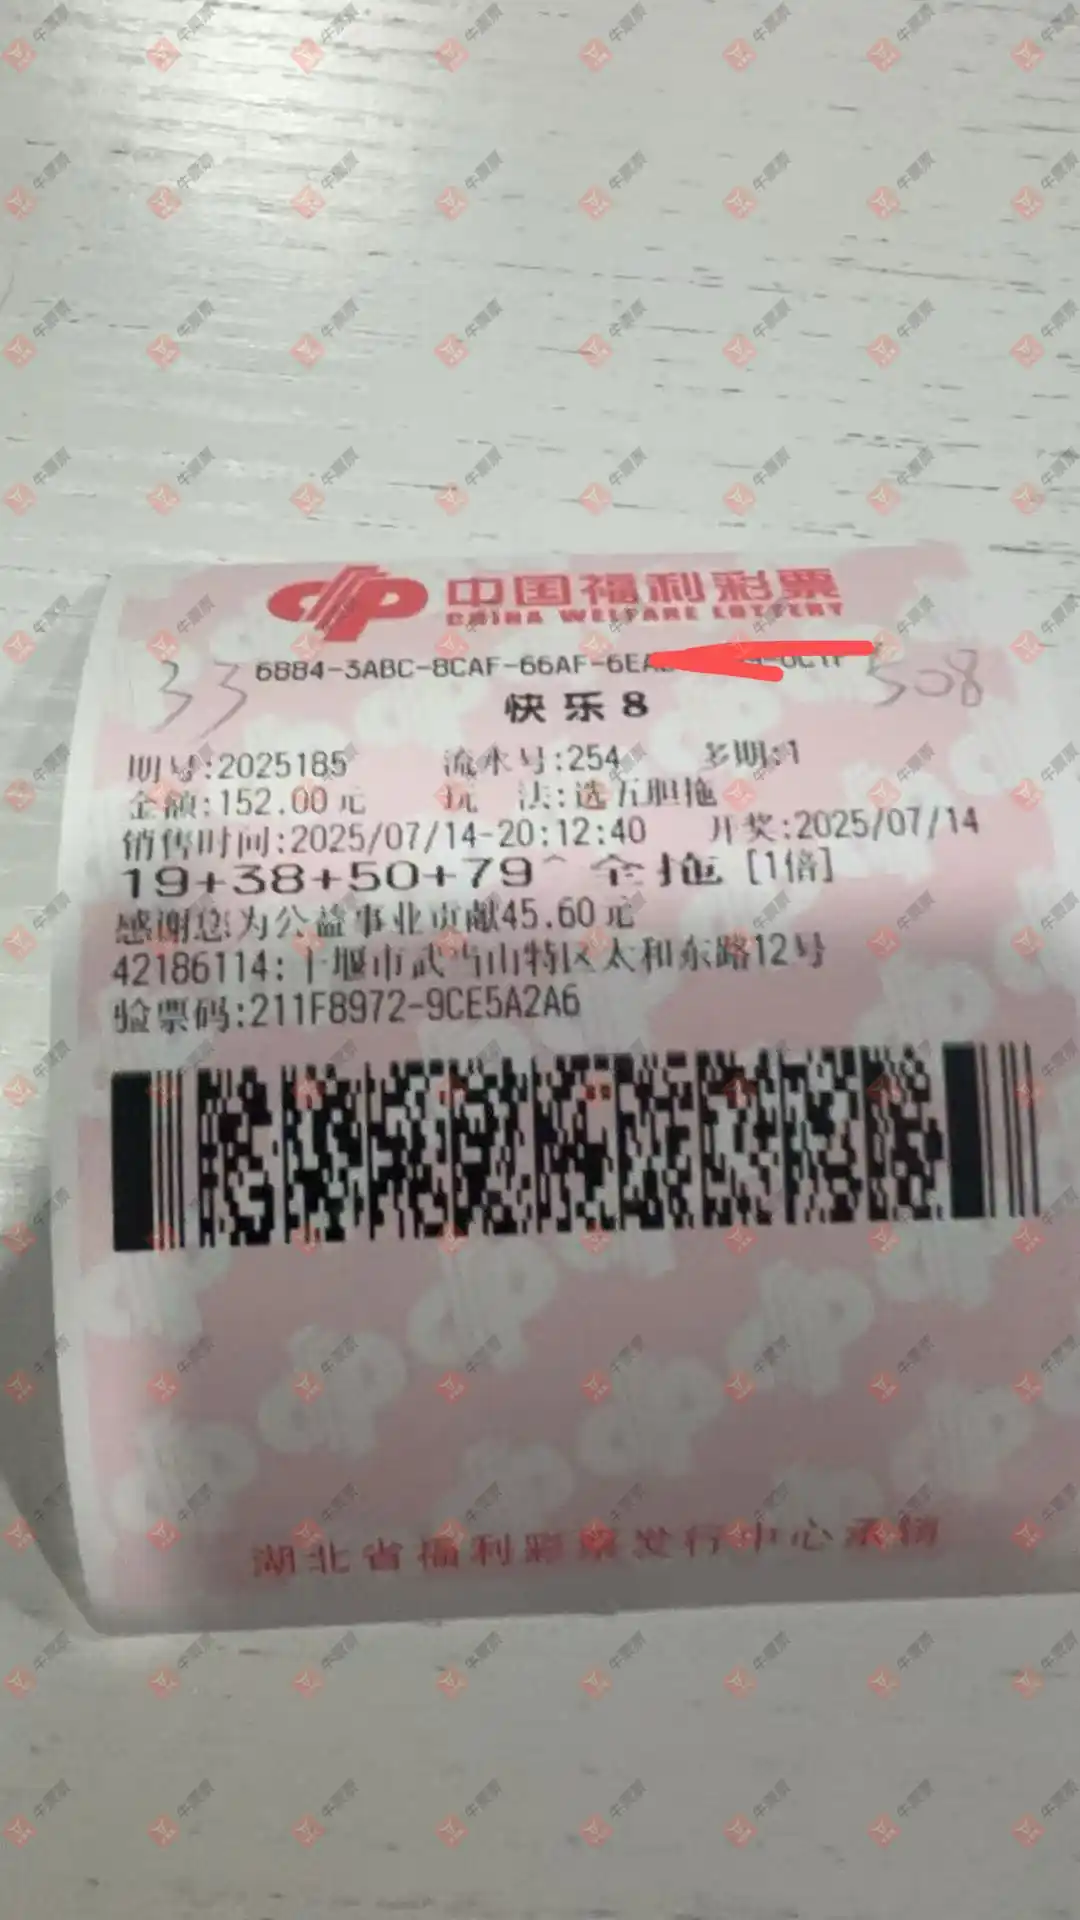 中国福利彩票
CHINA WELFARE LOTTERY
33 6884-3ABC-8CAF-66AF-6EA 508
快乐8
期号:2025185 流水号:254 多期:1
金额:152.00元 玩 法:选五胆拖
销售时间:2025/07/14-20:12:40 开奖:2025/07/14
19+38+50+79^ 全拖 [1倍]
感谢您为公益事业贡献45.60元
42186114:十堰市武当山特区太和东路12号
验票码:211F8972-9CE5A2A6
湖北省福利彩票发行中心承销
牛票票